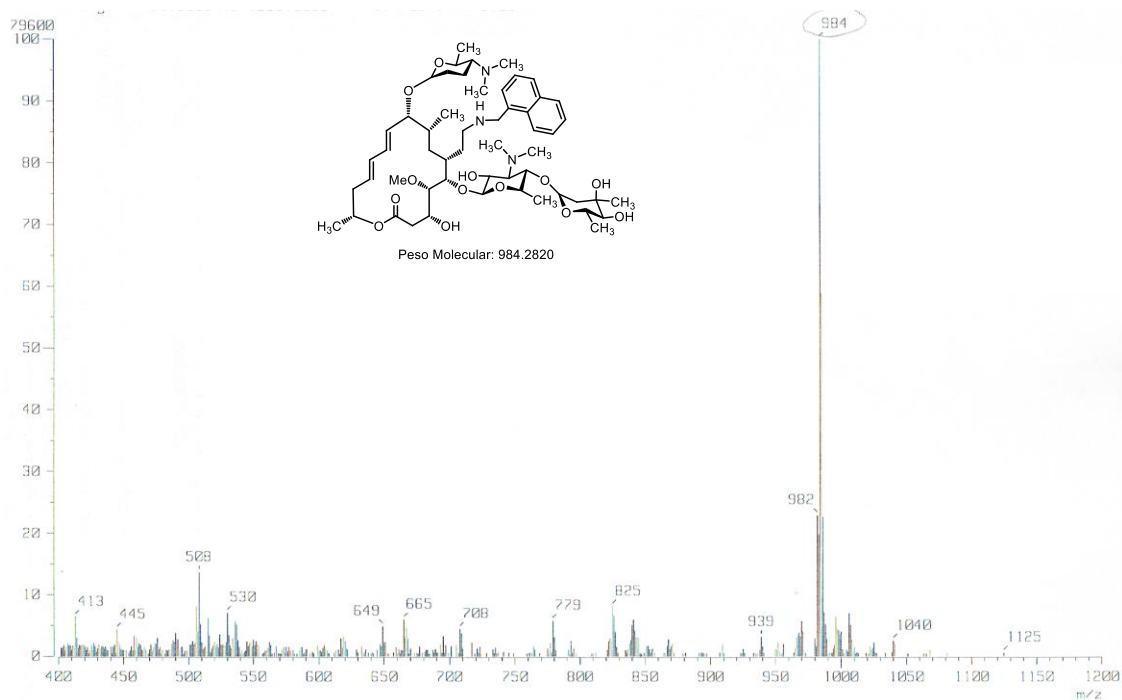 79600
100
90
80
70
60
50
40
30
20
10
0
984
982
413
445
508
530
649
665
708
779
825
939
1040
1125
400
450
500
550
600
650
700
750
800
850
900
950
1000
1050
1100
1150
1200
m/z
CH3
O
N
CH3
H3C
O
H
N
CH3
H3C
N
CH3
MeO
HO
O
OH
CH3
O
O
CH3
O
OH
CH3
O
H3C
O
OH
Peso Molecular: 984.2820